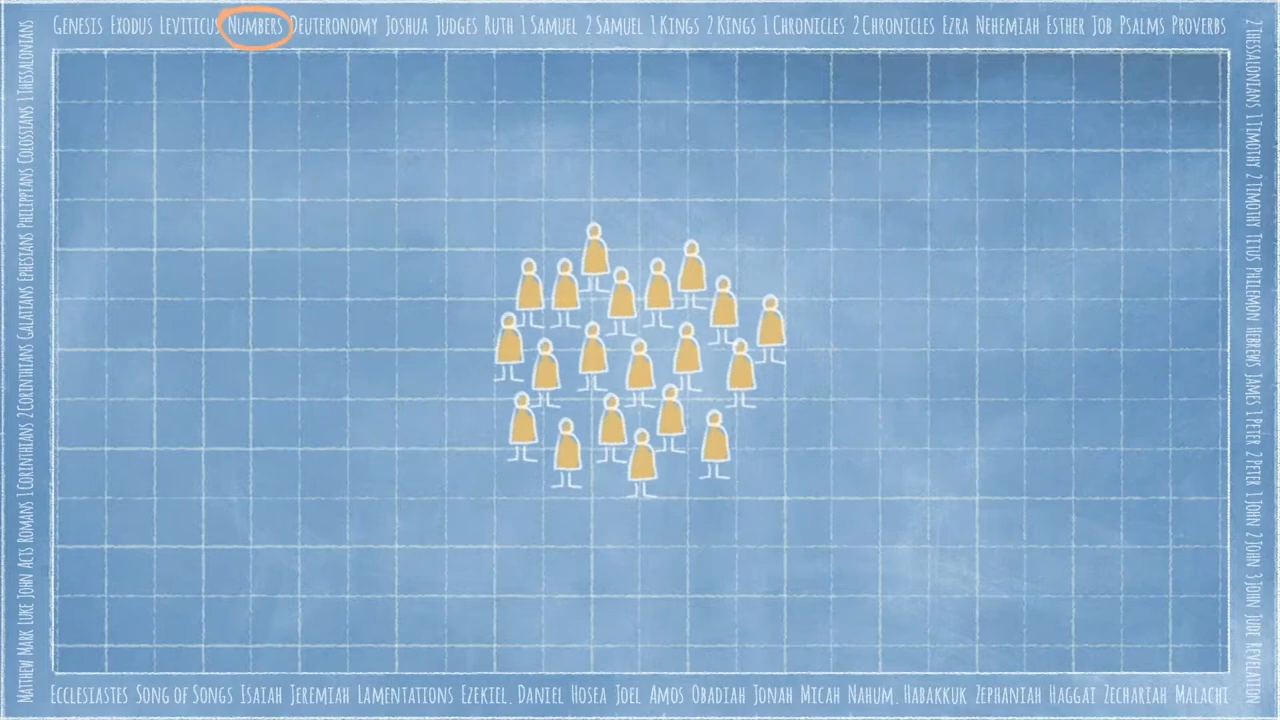 Genesis Exodus Leviticus Numbers Deuteronomy Joshua Judges Ruth 1 Samuel 2 Samuel 1 Kings 2 Kings 1 Chronicles 2 Chronicles Ezra Nehemiah Esther Job Psalms Proverbs
Ecclesiastes Song of Songs Isaiah Jeremiah Lamentations Ezekiel. Daniel Hosea Joel Amos Obadiah Jonah Micah Nahum. Habakkuk Zephaniah Haggai Zechariah Malachi
Matthew Mark Luke John Acts Romans 1 Corinthians 2 Corinthians Galatians Ephesians Philippians Colossians 1 Thessalonians
2 Thessalonians 1 Timothy 2 Timothy Titus Philemon Hebrews James 1 Peter 2 Peter 1 John 2 John 3 John Jude Revelation